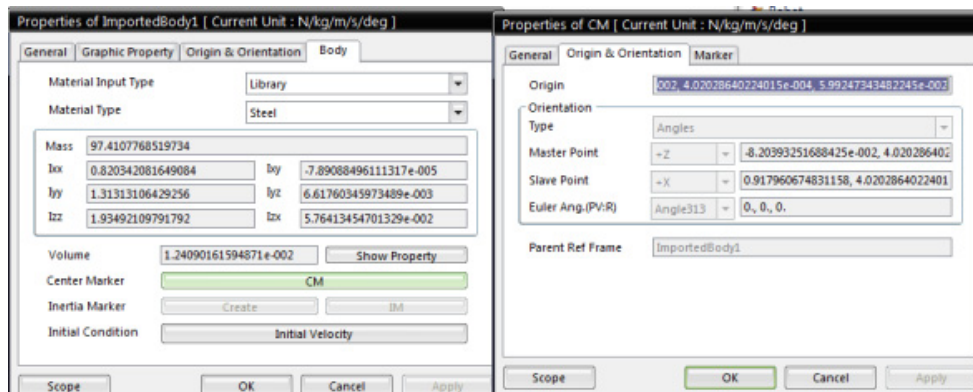 Properties of ImportedBody1 [ Current Unit : N/kg/m/s/deg ]
General Graphic Property Origin & Orientation Body
Material Input Type Library
Material Type Steel
Mass 97.4107768519734
Ixx 0.820342081649084 Ixy -7.89088496111317e-005
Iyy 1.31313106429256 Iyz 6.61760345973489e-003
Izz 1.93492109791792 Izx 5.76413454701329e-002
Volume 1.24090161594871e-002 Show Property
Center Marker CM
Inertia Marker Create IM
Initial Condition Initial Velocity
Scope OK Cancel Apply
Properties of CM [ Current Unit : N/kg/m/s/deg ]
General Origin & Orientation Marker
Origin 002, 4.02028640224015e-004, 5.99247343482245e-002
Orientation
Type Angles
Master Point +Z -8.20393251688425e-002, 4.020286402
Slave Point +X 0.917960674831158, 4.0202864022401
Euler Ang.(PV:R) Angle313 0., 0., 0.
Parent Ref Frame ImportedBody1
Scope OK Cancel Apply